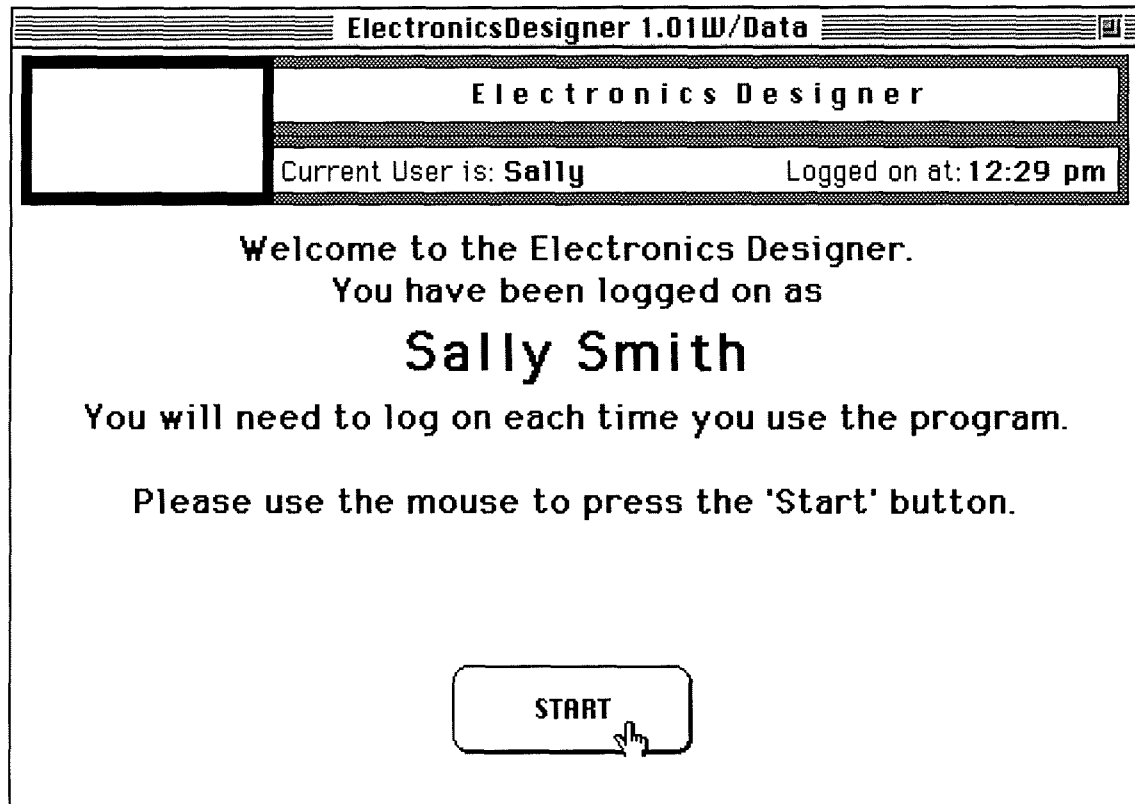 ElectronicsDesigner 1.01W/Data
Electronics Designer
Current User is: Sally Logged on at: 12:29 pm
Welcome to the Electronics Designer.
You have been logged on as
Sally Smith
You will need to log on each time you use the program.
Please use the mouse to press the 'Start' button.
START